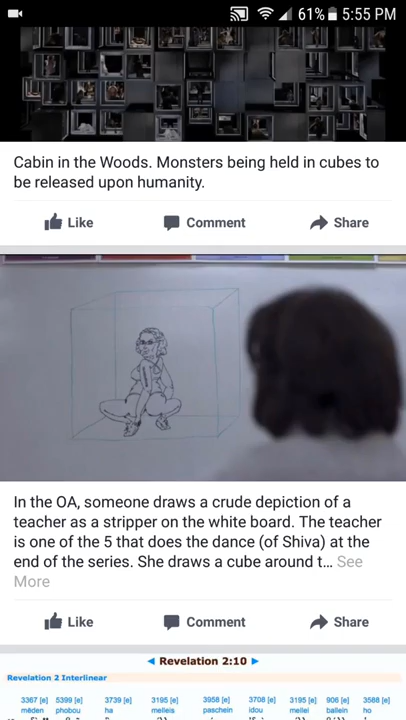 61% 5:55 PM
Cabin in the Woods. Monsters being held in cubes to
be released upon humanity.
Like Comment Share
In the OA, someone draws a crude depiction of a
teacher as a stripper on the white board. The teacher
is one of the 5 that does the dance (of Shiva) at the
end of the series. She draws a cube around t... See
More
Like Comment Share
◄ Revelation 2:10 ►
Revelation 2 Interlinear
3367 [e] 5399 [e] 3739 [e] 3195 [e] 3958 [e] 3708 [e] 3195 [e] 906 [e] 3588 [e]
mēden phobou ha melleis paschein idou mellei ballein ho